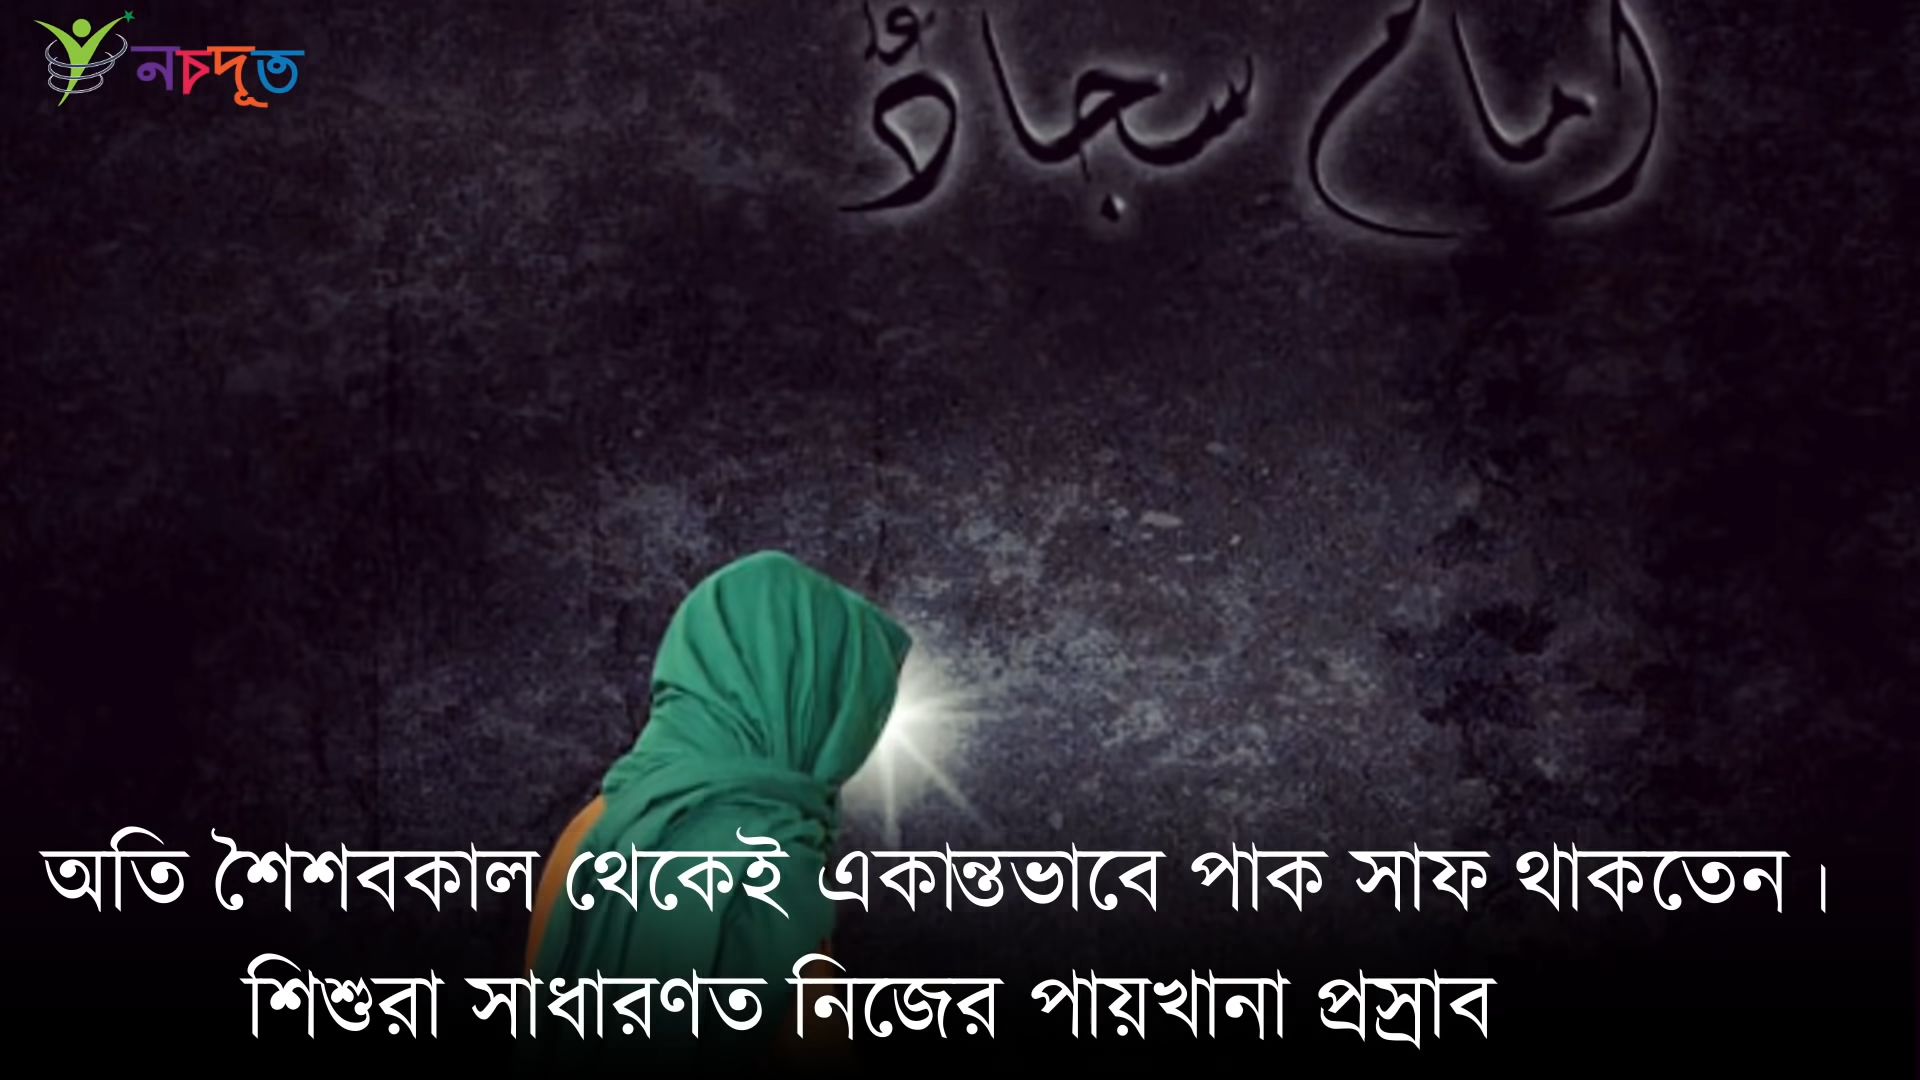 নচদূত
امام سجادؑ
অতি শৈশবকাল থেকেই একান্তভাবে পাক সাফ থাকতেন।
শিশুরা সাধারণত নিজের পায়খানা প্রস্রাব